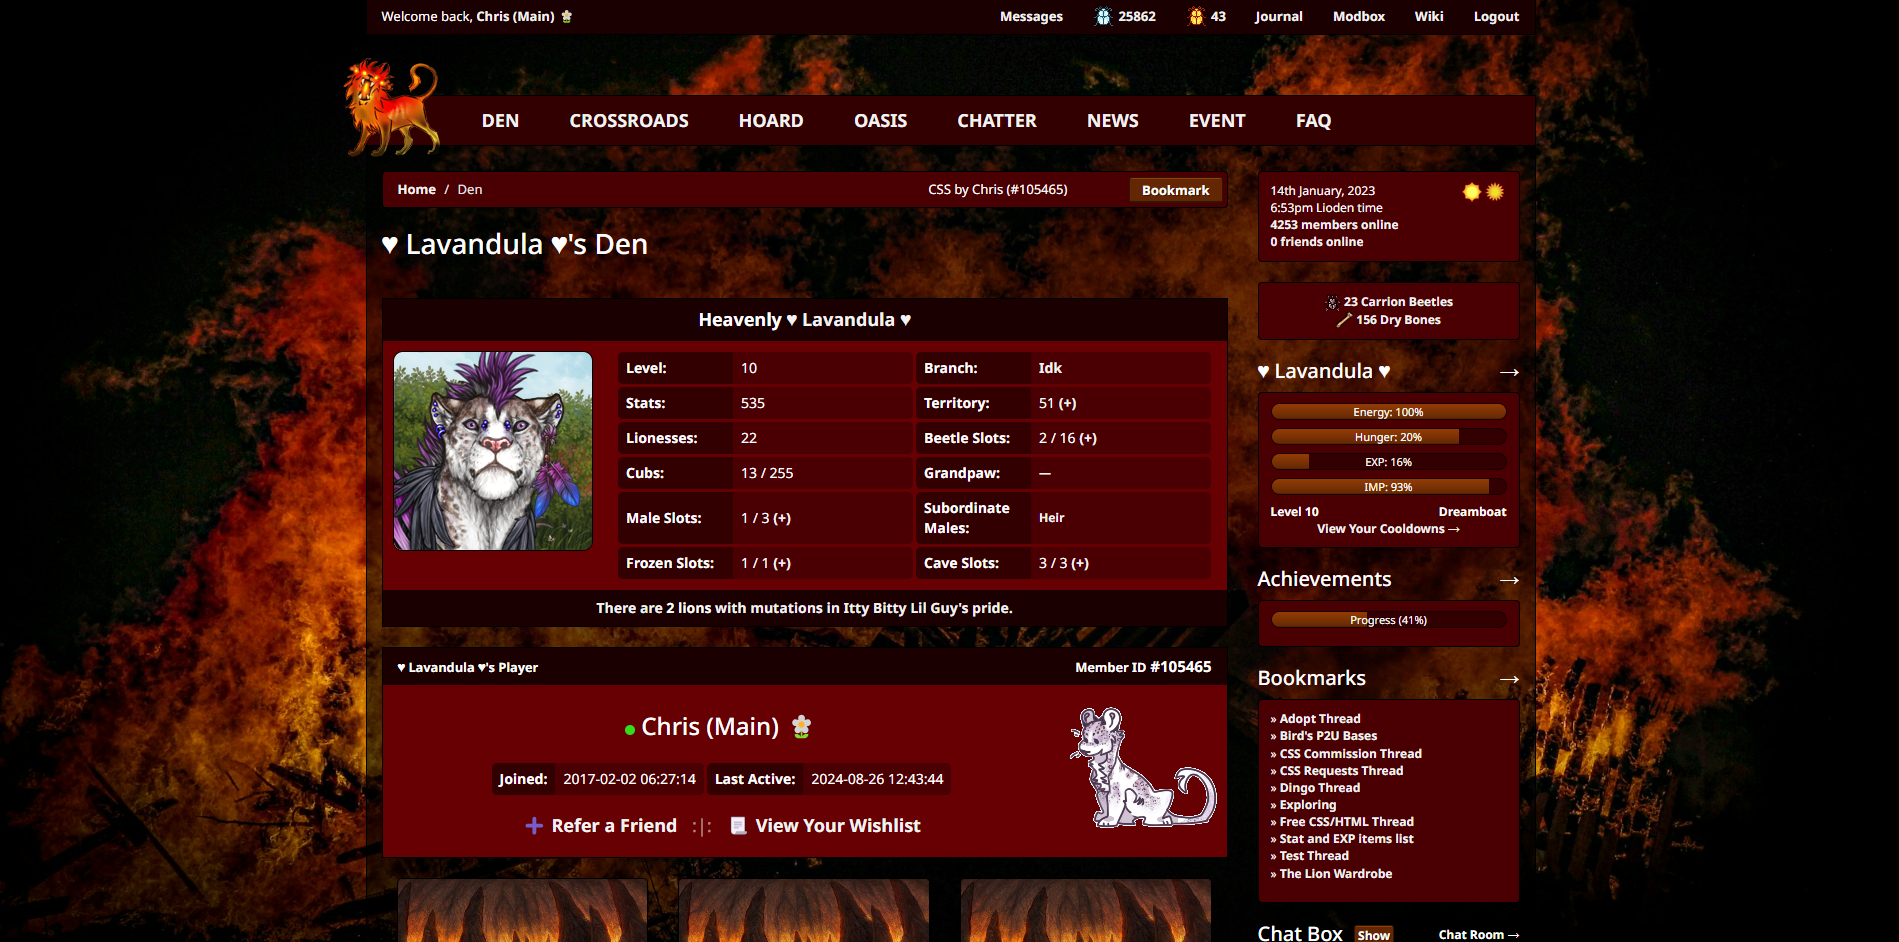 Welcome back, Chris (Main)
Messages 25862 43 Journal Modbox Wiki Logout
DEN CROSSROADS HOARD OASIS CHATTER NEWS EVENT FAQ
Home / Den CSS by Chris (#105465) Bookmark
♥ Lavandula ♥'s Den
Heavenly ♥ Lavandula ♥
Level: 10 Branch: Idk
Stats: 535 Territory: 51 (+)
Lionesses: 22 Beetle Slots: 2 / 16 (+)
Cubs: 13 / 255 Grandpaw: —
Male Slots: 1 / 3 (+) Subordinate Males: Heir
Frozen Slots: 1 / 1 (+) Cave Slots: 3 / 3 (+)
There are 2 lions with mutations in Itty Bitty Lil Guy's pride.
♥ Lavandula ♥'s Player Member ID #105465
Chris (Main)
Joined: 2017-02-02 06:27:14 Last Active: 2024-08-26 12:43:44
Refer a Friend :|: View Your Wishlist
14th January, 2023
6:53pm Lioden time
4253 members online
0 friends online
23 Carrion Beetles
156 Dry Bones
♥ Lavandula ♥ →
Energy: 100%
Hunger: 20%
EXP: 16%
IMP: 93%
Level 10 Dreamboat
View Your Cooldowns →
Achievements →
Progress (41%)
Bookmarks →
» Adopt Thread
» Bird's P2U Bases
» CSS Commission Thread
» CSS Requests Thread
» Dingo Thread
» Exploring
» Free CSS/HTML Thread
» Stat and EXP items list
» Test Thread
» The Lion Wardrobe
Chat Box Show Chat Room →